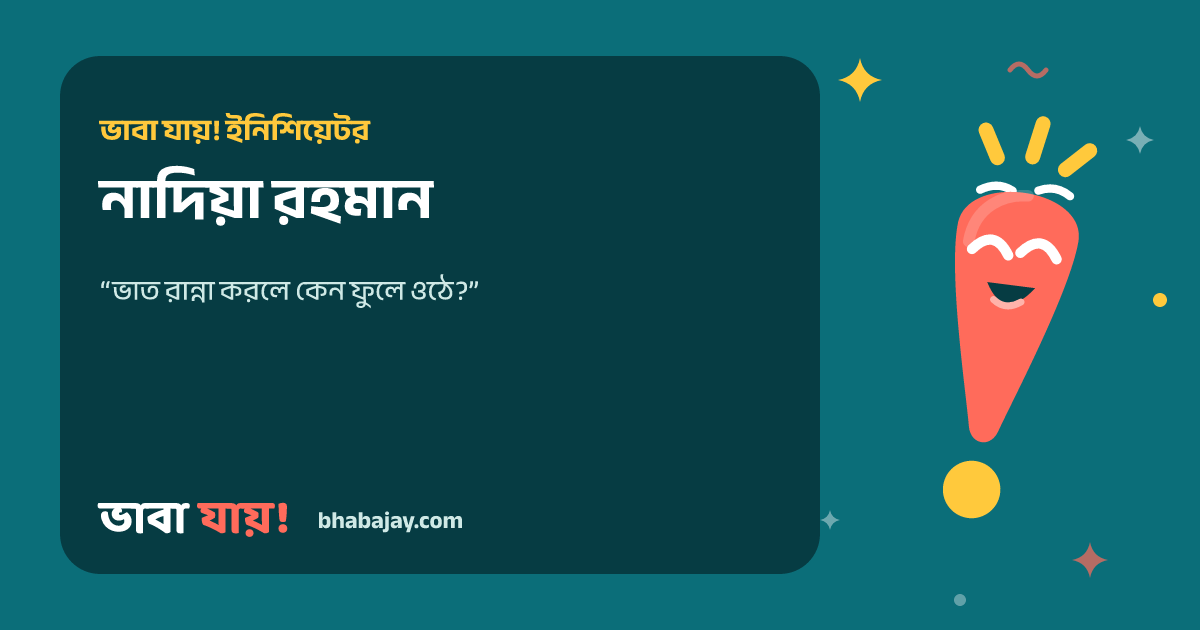 ভাবা যায়! ইনিশিয়েটর
নাদিয়া রহমান
“ভাত রান্না করলে কেন ফুলে ওঠে?”
ভাবা যায়! bhabajay.com